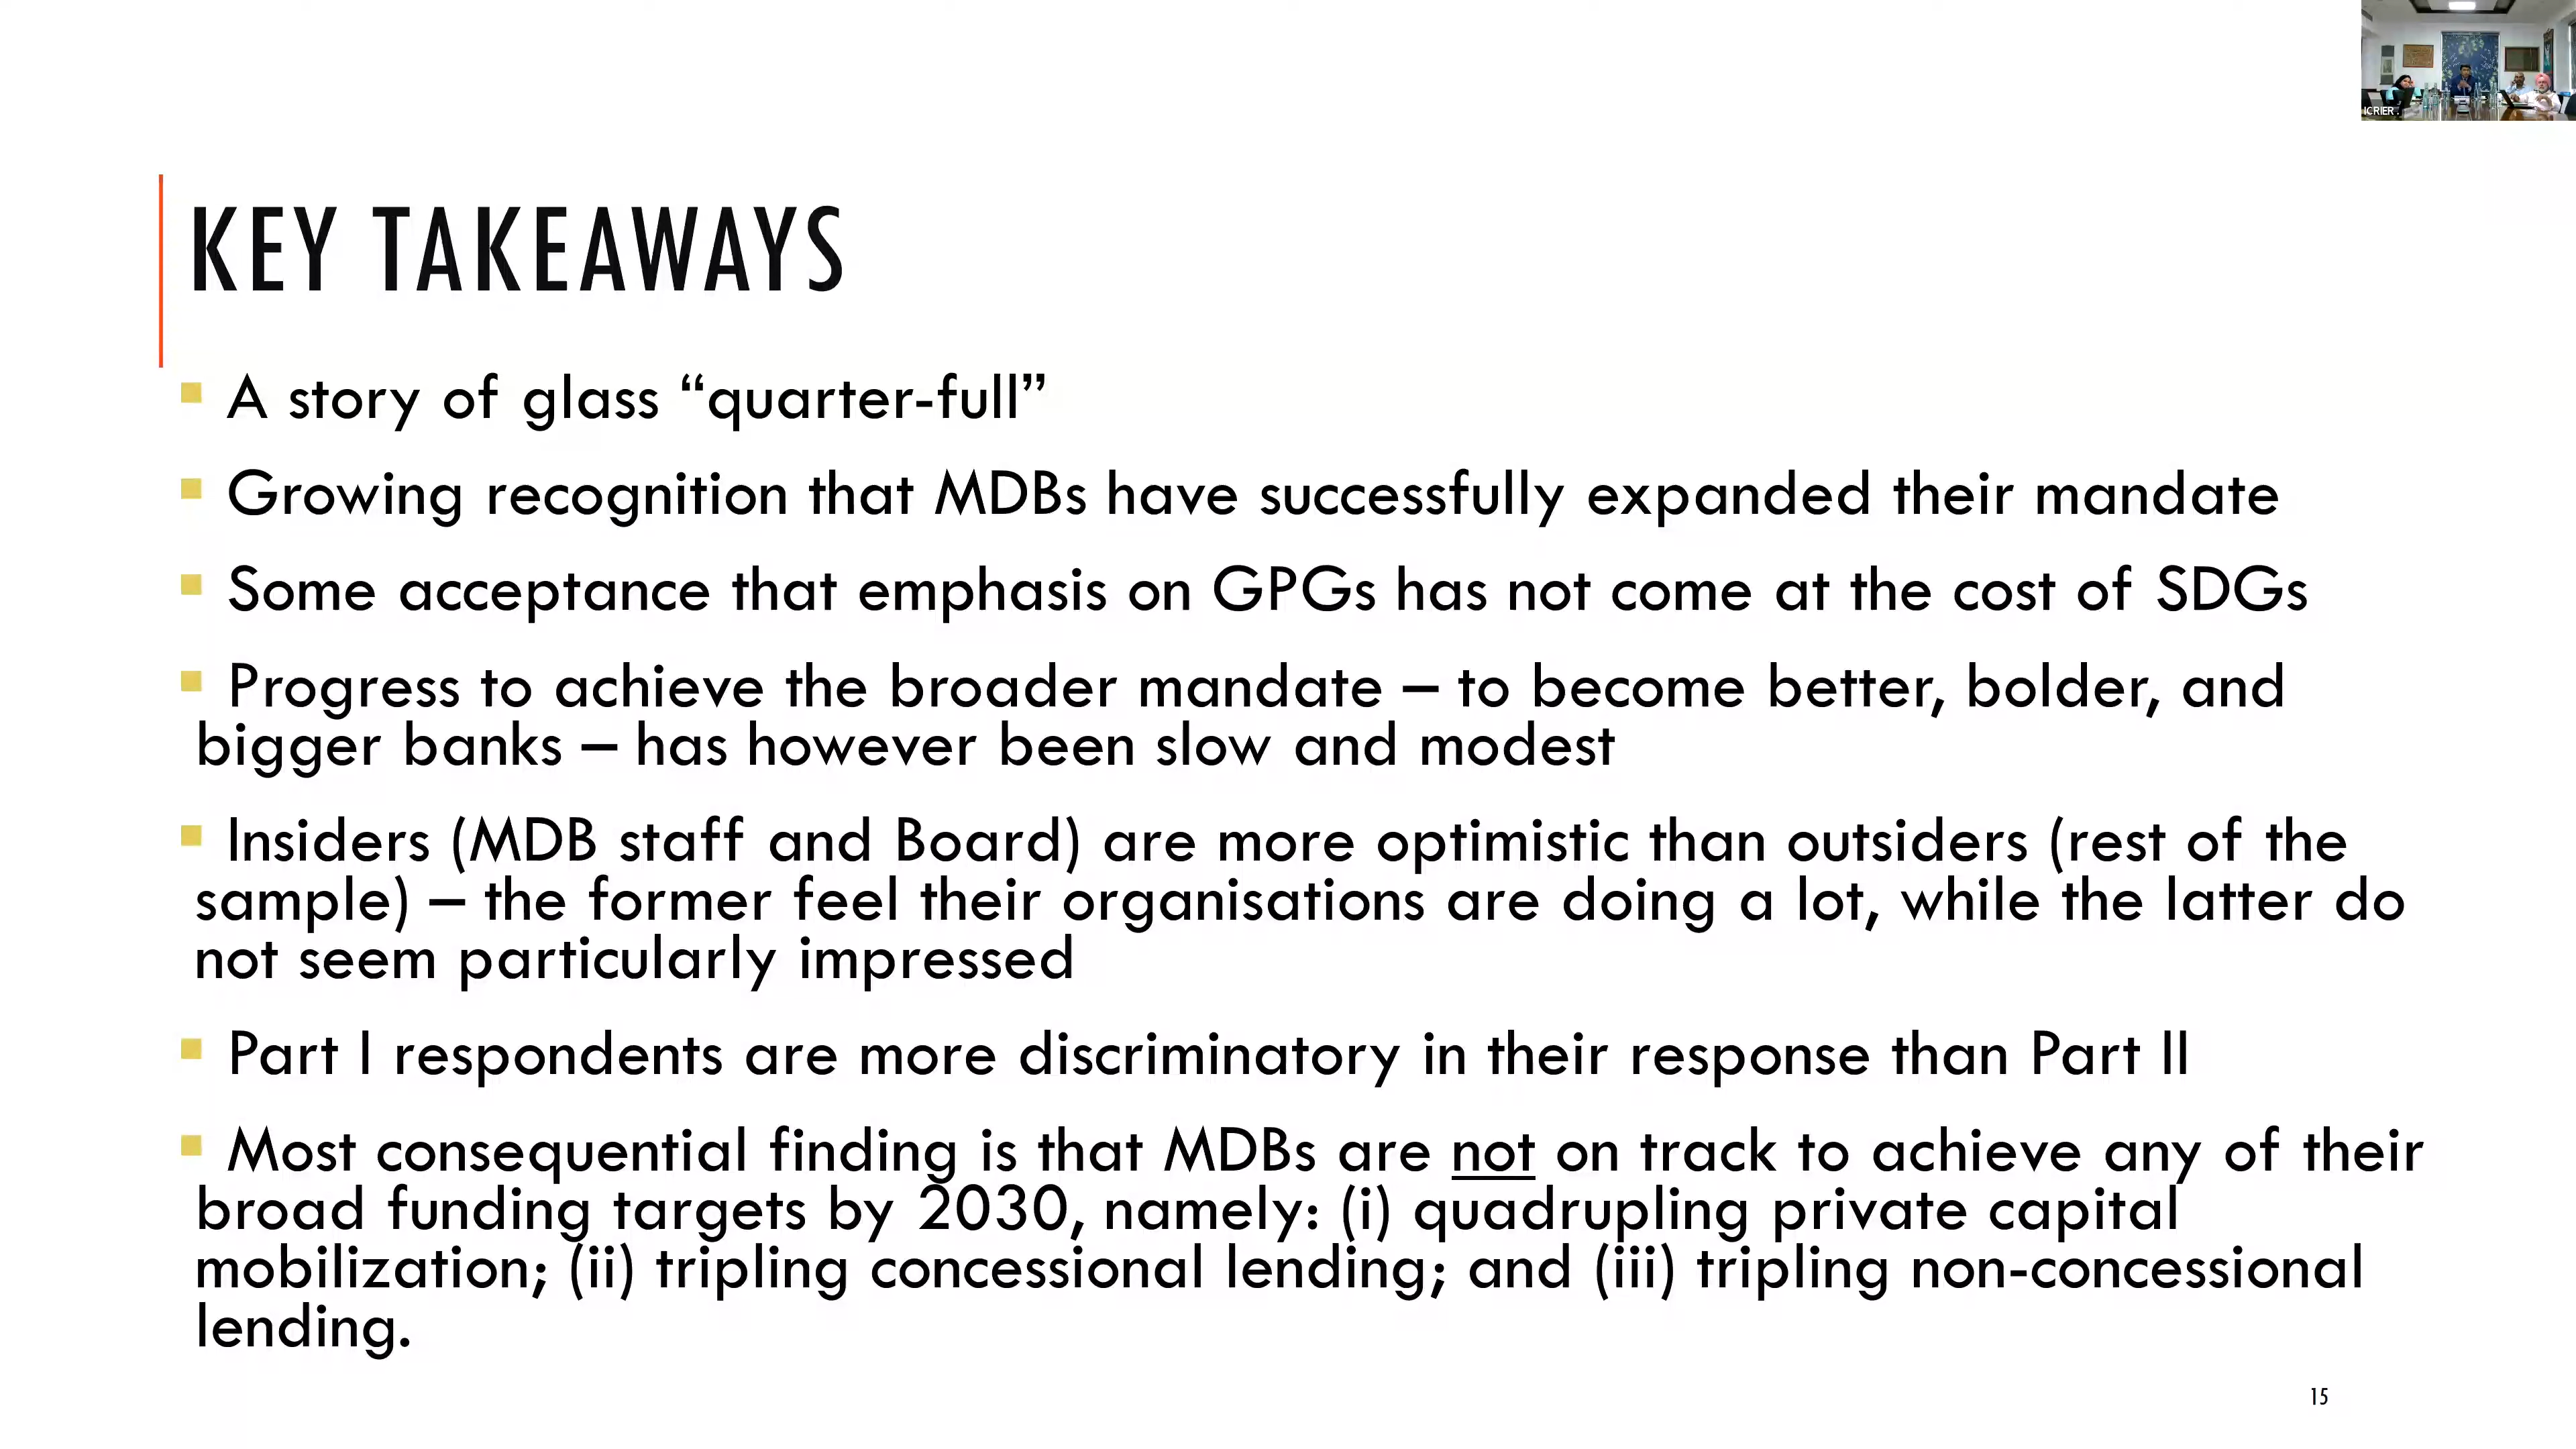 ICRIER
KEY TAKEAWAYS
A story of glass “quarter-full”
Growing recognition that MDBs have successfully expanded their mandate
Some acceptance that emphasis on GPGs has not come at the cost of SDGs
Progress to achieve the broader mandate – to become better, bolder, and
bigger banks – has however been slow and modest
Insiders (MDB staff and Board) are more optimistic than outsiders (rest of the
sample) – the former feel their organisations are doing a lot, while the latter do
not seem particularly impressed
Part I respondents are more discriminatory in their response than Part II
Most consequential finding is that MDBs are not on track to achieve any of their
broad funding targets by 2030, namely: (i) quadrupling private capital
mobilization; (ii) tripling concessional lending; and (iii) tripling non-concessional
lending.
15